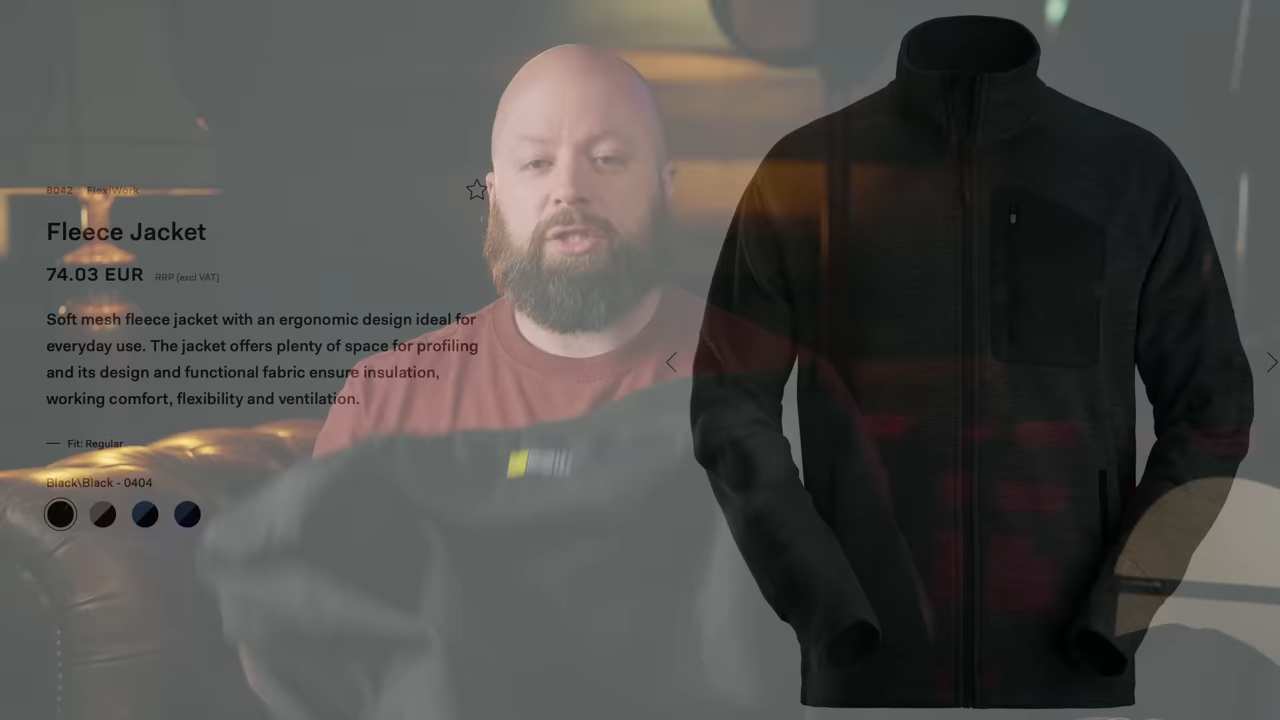 8042 FlexiWork
Fleece Jacket
74.03 EUR RRP (excl VAT)
Soft mesh fleece jacket with an ergonomic design ideal for
everyday use. The jacket offers plenty of space for profiling
and its design and functional fabric ensure insulation,
working comfort, flexibility and ventilation.
— Fit: Regular
Black\Black - 0404